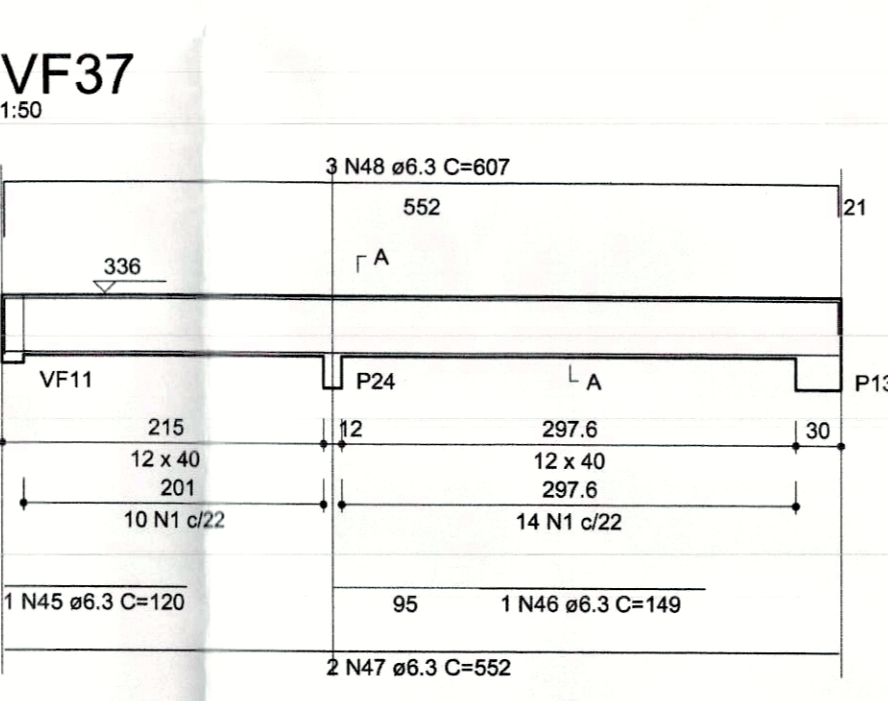 VF37
1:50
3 N48 ø6.3 C=607
552
21
A
336
VF11
P24
A
P13
215
12
297.6
30
12 x 40
12 x 40
201
297.6
10 N1 c/22
14 N1 c/22
1 N45 ø6.3 C=120
95
1 N46 ø6.3 C=149
2 N47 ø6.3 C=552